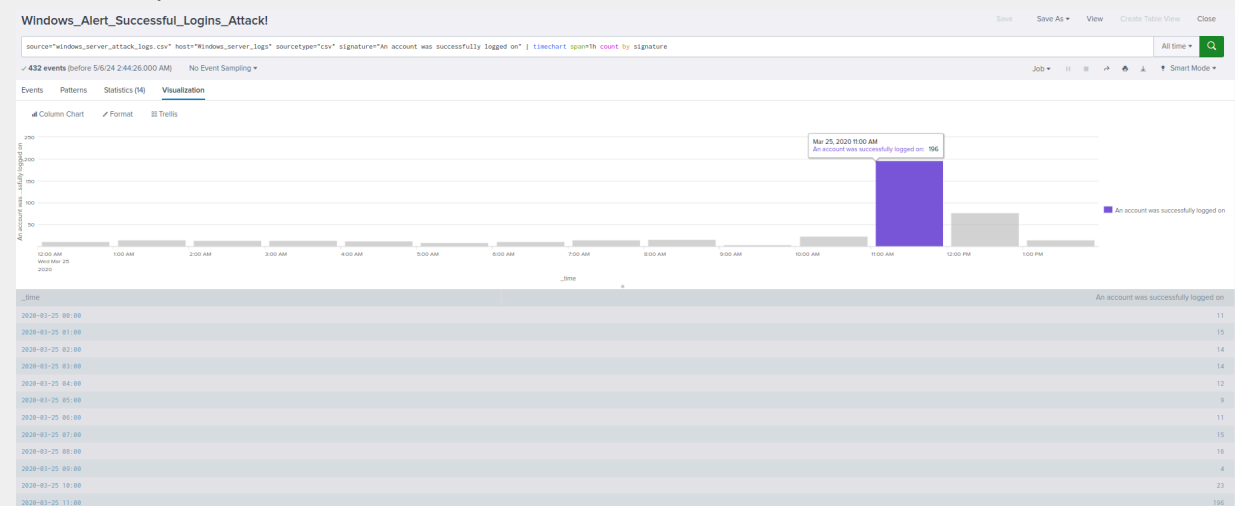 Windows_Alert_Successful_Logins_Attack!
Save Save As View Create Table View Close
source="windows_server_attack_logs.csv" host="Windows_server_logs" sourcetype="csv" signature="An account was successfully logged on" | timechart span=1h count by signature
All time
✓ 432 events (before 5/6/24 2:44:26.000 AM) No Event Sampling
Job Smart Mode
Events Patterns Statistics (14) Visualization
Column Chart Format Trellis
An account was ...ssfully logged on
250
200
150
100
50
Mar 25, 2020 11:00 AM
An account was successfully logged on: 196
An account was successfully logged on
12:00 AM 1:00 AM 2:00 AM 3:00 AM 4:00 AM 5:00 AM 6:00 AM 7:00 AM 8:00 AM 9:00 AM 10:00 AM 11:00 AM 12:00 PM 1:00 PM
Wed Mar 25
2020
_time
_time An account was successfully logged on
2020-03-25 00:00 11
2020-03-25 01:00 15
2020-03-25 02:00 14
2020-03-25 03:00 14
2020-03-25 04:00 12
2020-03-25 05:00 9
2020-03-25 06:00 11
2020-03-25 07:00 15
2020-03-25 08:00 16
2020-03-25 09:00 4
2020-03-25 10:00 23
2020-03-25 11:00 196